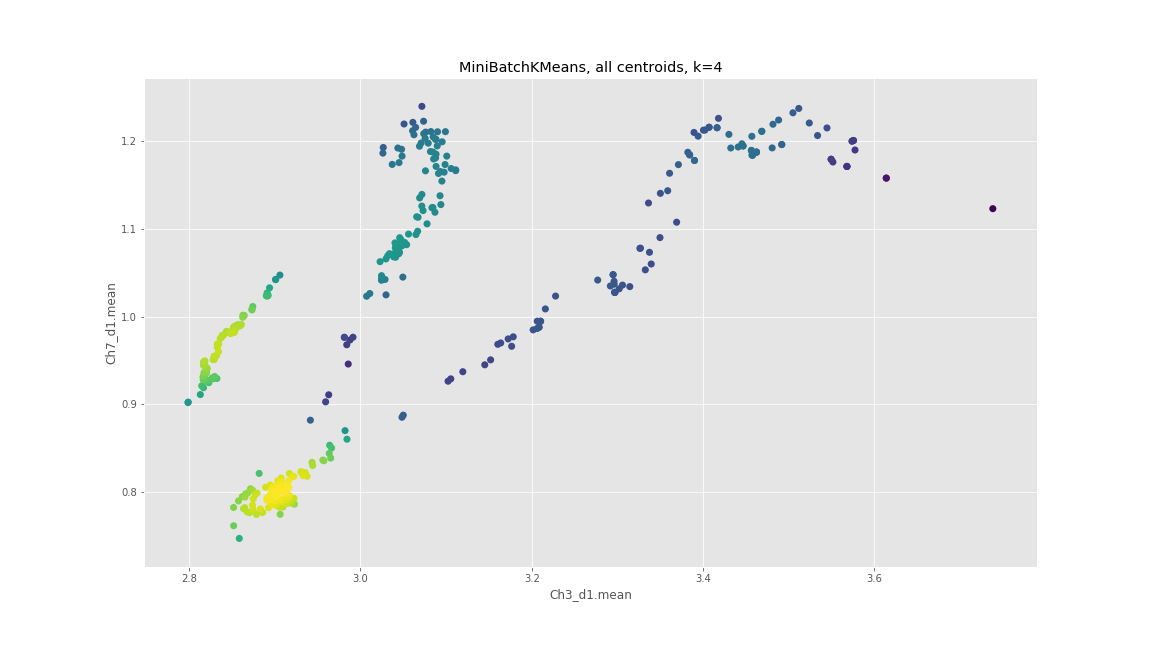 MiniBatchKMeans, all centroids, k=4
1.2
1.1
1.0
0.9
0.8
Ch7_d1.mean
2.8 3.0 3.2 3.4 3.6
Ch3_d1.mean